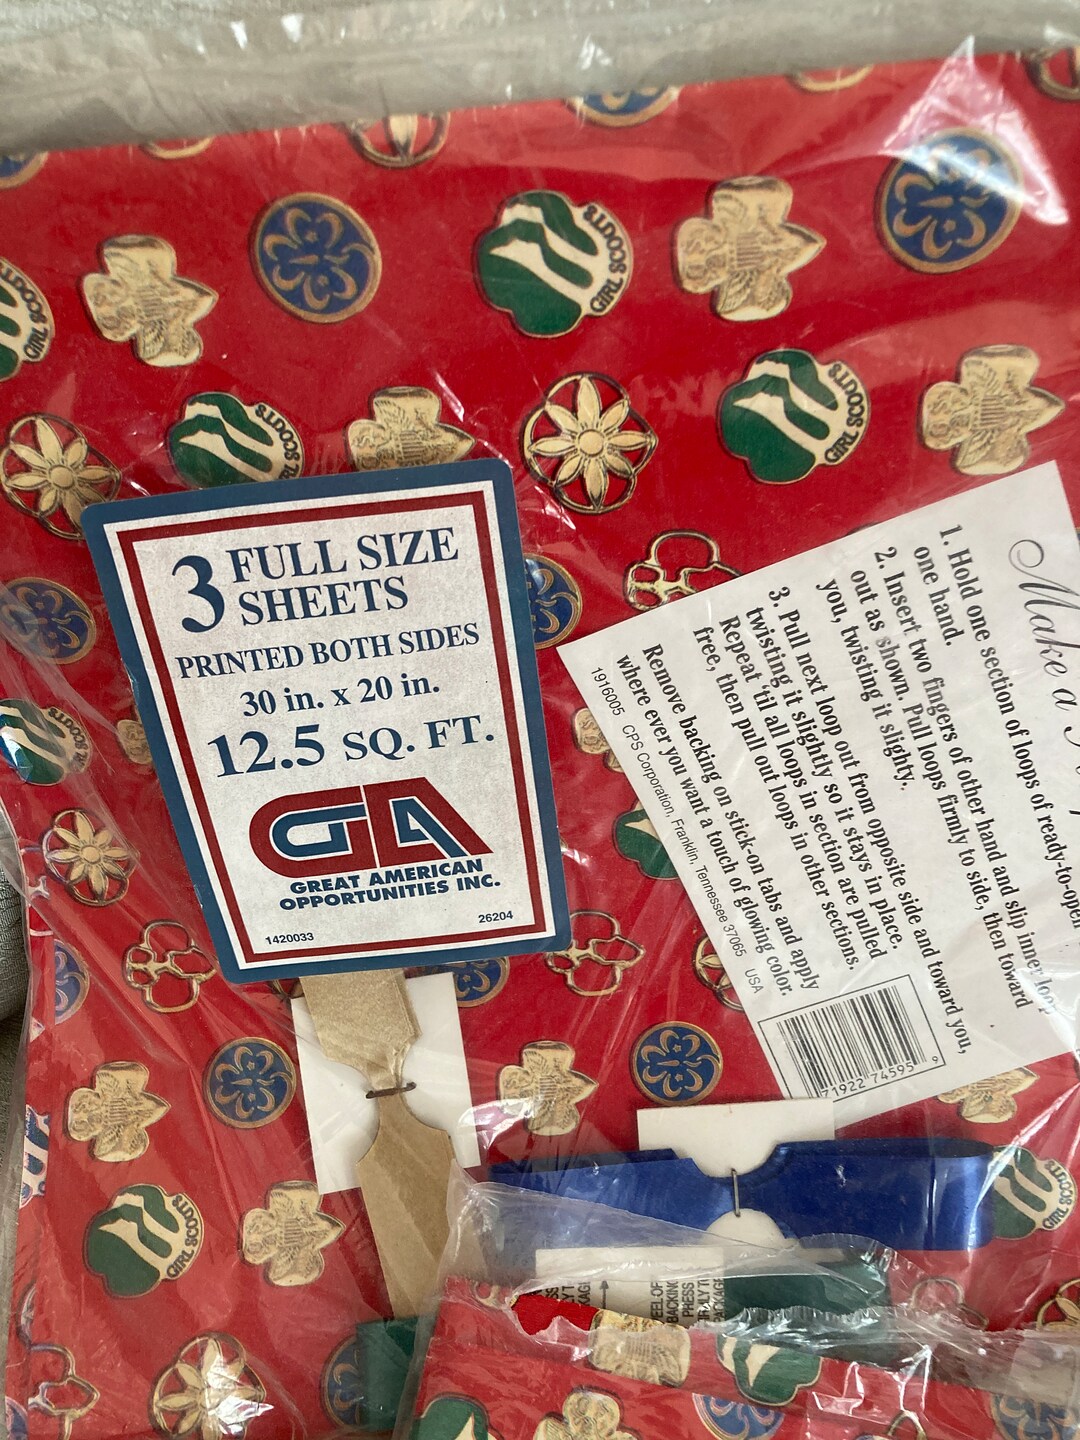 3 FULL SIZE
SHEETS
PRINTED BOTH SIDES
30 in. x 20 in.
12.5 SQ. FT.
GA
GREAT AMERICAN
OPPORTUNITIES INC.
1420033
26204
Make a
1. Hold one section of loops of ready-to-open
one hand.
2. Insert two fingers of other hand and slip inner loop
out as shown. Pull loops firmly to side, then toward
you, twisting it slighty.
3. Pull next loop out from opposite side and toward you,
twisting it slightly so it stays in place.
Repeat 'til all loops in section are pulled
free, then pull out loops in other sections.
Remove backing on stick-on tabs and apply
where ever you want a touch of glowing color.
1916005 CPS Corporation, Franklin, Tennessee 37065 USA
71922 74595 9
GIRL SCOUTS
GIRL SCOUTS
GIRL SCOUTS
GIRL SCOUTS
GIRL SCOUTS
BACKING
PRESS